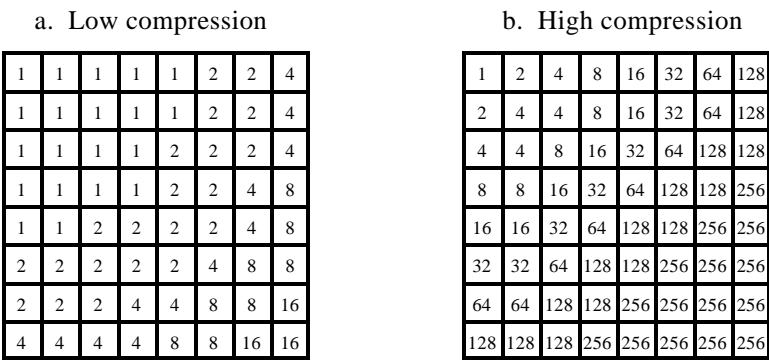 a. Low compression
1 1 1 1 1 2 2 4
1 1 1 1 1 2 2 4
1 1 1 1 2 2 2 4
1 1 1 1 2 2 4 8
1 1 2 2 2 2 4 8
2 2 2 2 2 4 8 8
2 2 2 4 4 8 8 16
4 4 4 4 8 8 16 16
b. High compression
1 2 4 8 16 32 64 128
2 4 4 8 16 32 64 128
4 4 8 16 32 64 128 128
8 8 16 32 64 128 128 256
16 16 32 64 128 128 256 256
32 32 64 128 128 256 256 256
64 64 128 128 256 256 256 256
128 128 128 256 256 256 256 256